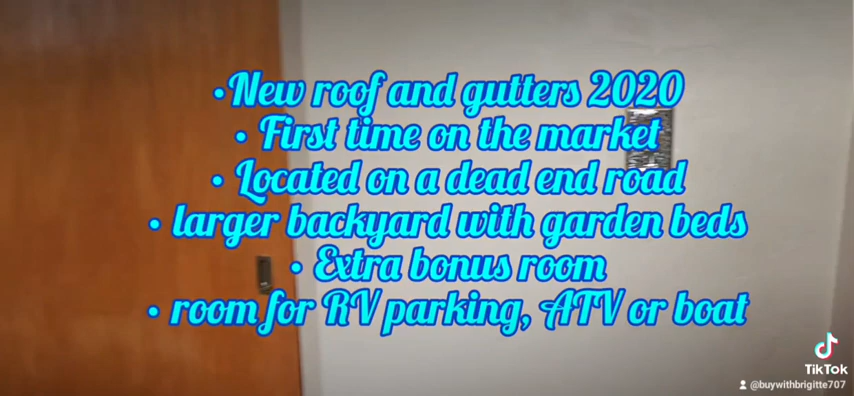 •New roof and gutters 2020
• First time on the market
• Located on a dead end road
• larger backyard with garden beds
• Extra bonus room
• room for RV parking, ATV or boat
TikTok
@buywithbrigitte707